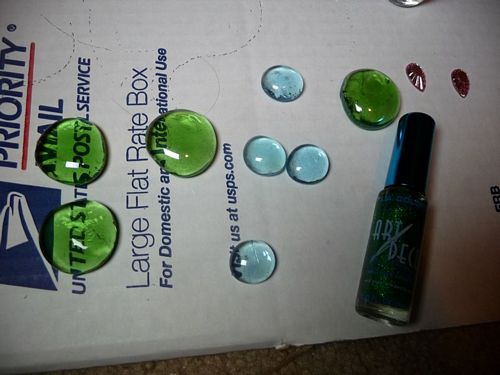 PRIORITY®
MAIL
UNITED STATES POSTAL SERVICE
Large Flat Rate Box
For Domestic and International Use
us at usps.com
ART
DECO